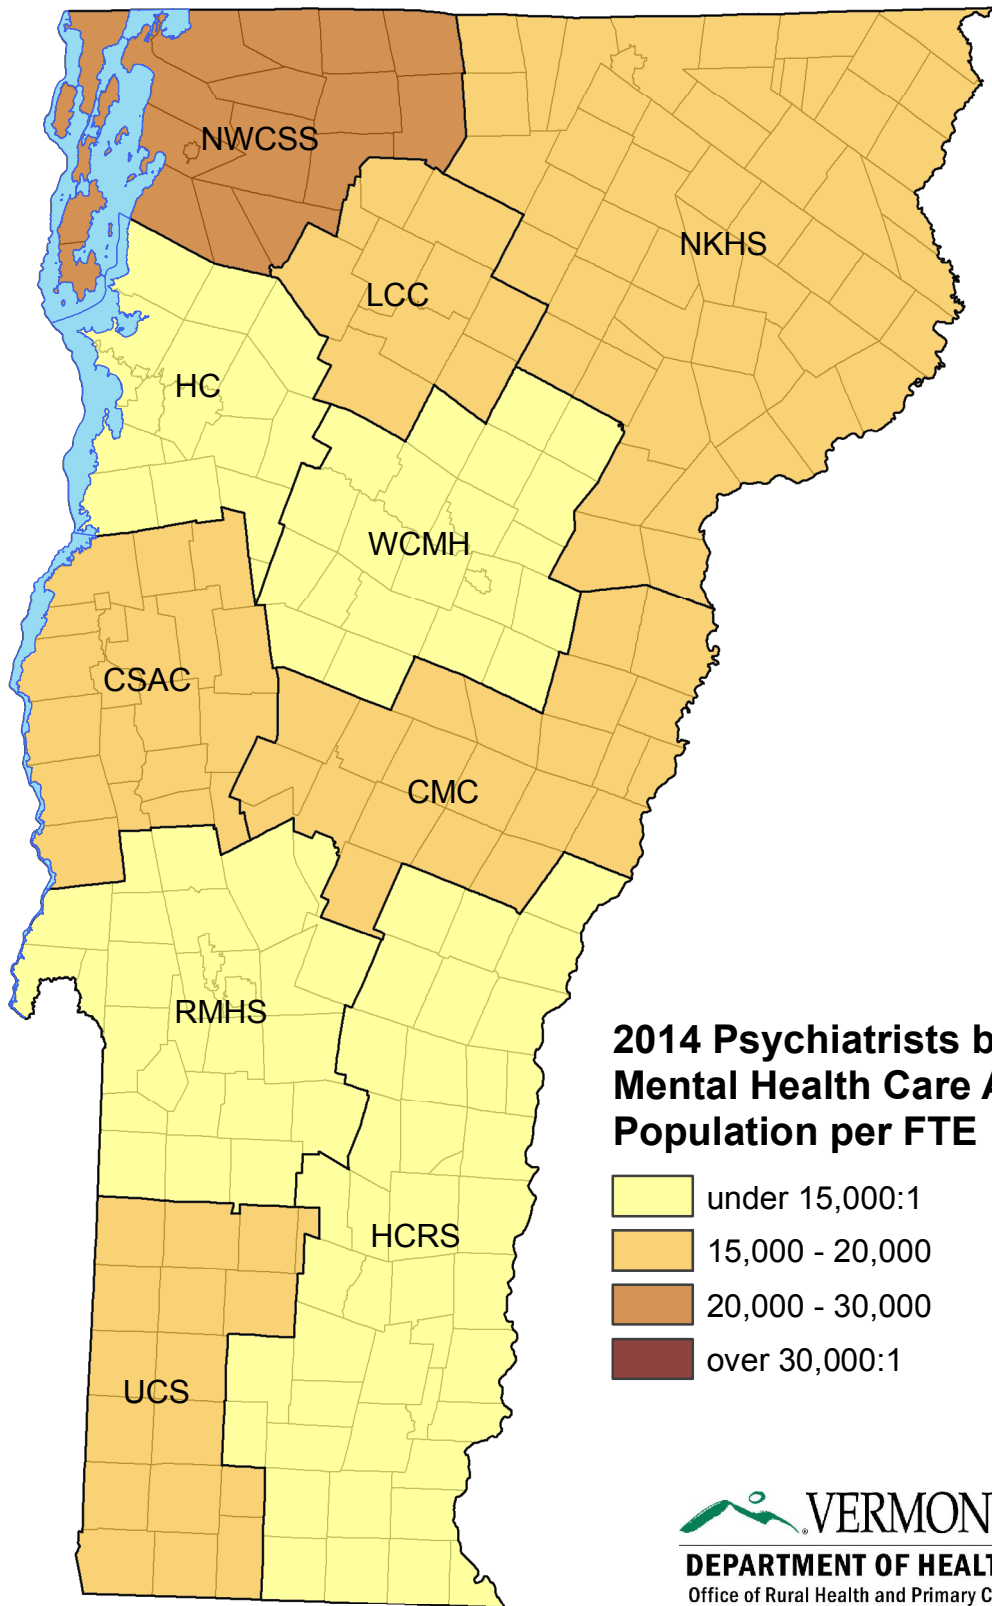 NWCSS
NKHS
LCC
HC
WCMH
CSAC
CMC
RMHS
HCRS
UCS
2014 Psychiatrists b
Mental Health Care A
Population per FTE
under 15,000:1
15,000 - 20,000
20,000 - 30,000
over 30,000:1
VERMON
DEPARTMENT OF HEALT
Office of Rural Health and Primary C